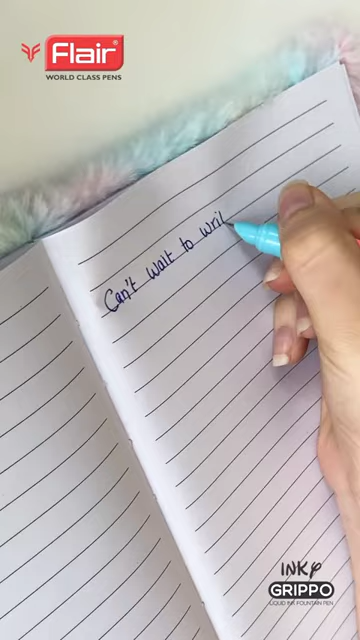 Flair®
WORLD CLASS PENS
Can't wait to wri
INKY
GRIPPO
LIQUID INK FOUNTAIN PEN